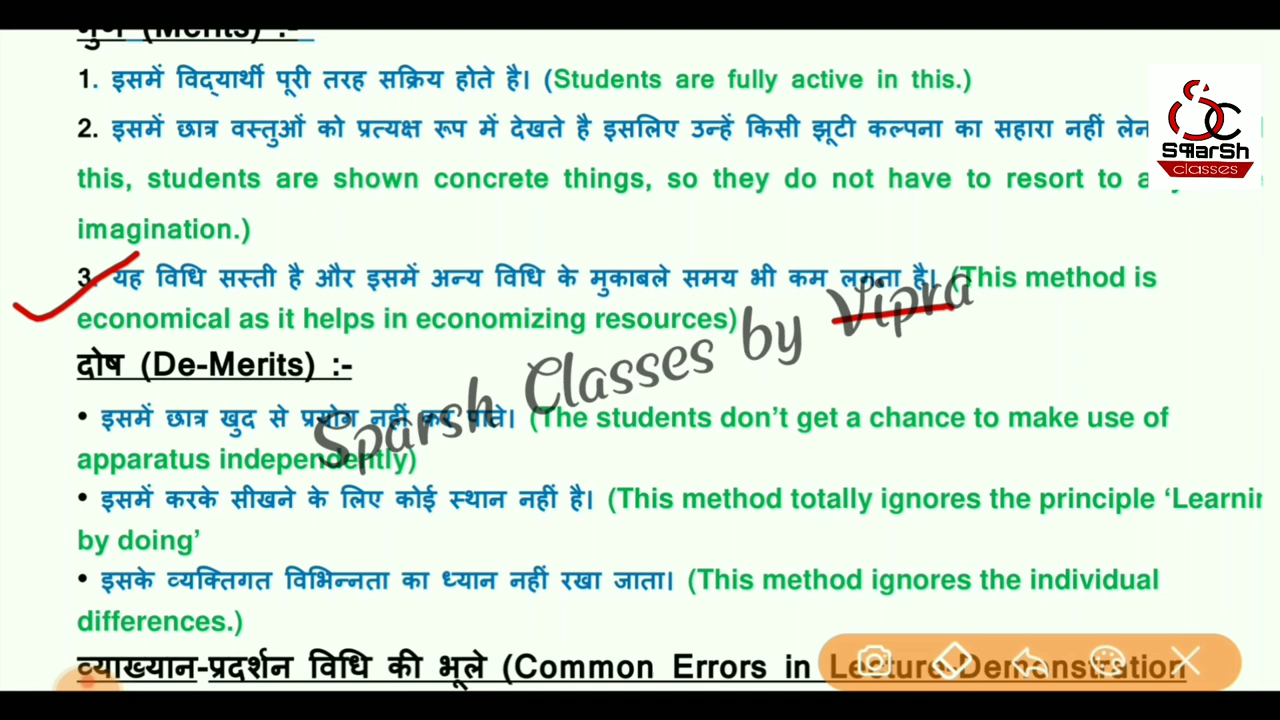 गुण (Merits) :-
1. इसमें विद्यार्थी पूरी तरह सक्रिय होते है। (Students are fully active in this.)
2. इसमें छात्र वस्तुओं को प्रत्यक्ष रूप में देखते है इसलिए उन्हें किसी झूटी कल्पना का सहारा नहीं
this, students are shown concrete things, so they do not have to resort to
imagination.)
3. यह विधि सस्ती है और इसमें अन्य विधि के मुकाबले समय भी कम लगता है। (This method is
economical as it helps in economizing resources)
दोष (De-Merits) :-
• इसमें छात्र खुद से प्रयोग नहीं कर पाते। (The students don’t get a chance to make use of
apparatus independently)
• इसमें करके सीखने के लिए कोई स्थान नहीं है। (This method totally ignores the principle ‘Learnin
by doing’
• इसके व्यक्तिगत विभिन्नता का ध्यान नहीं रखा जाता। (This method ignores the individual
differences.)
व्याख्यान-प्रदर्शन विधि की भूले (Common Errors in Lecture-Demonstration
Sparsh Classes by Vipra
SC
Sपarsh
classes